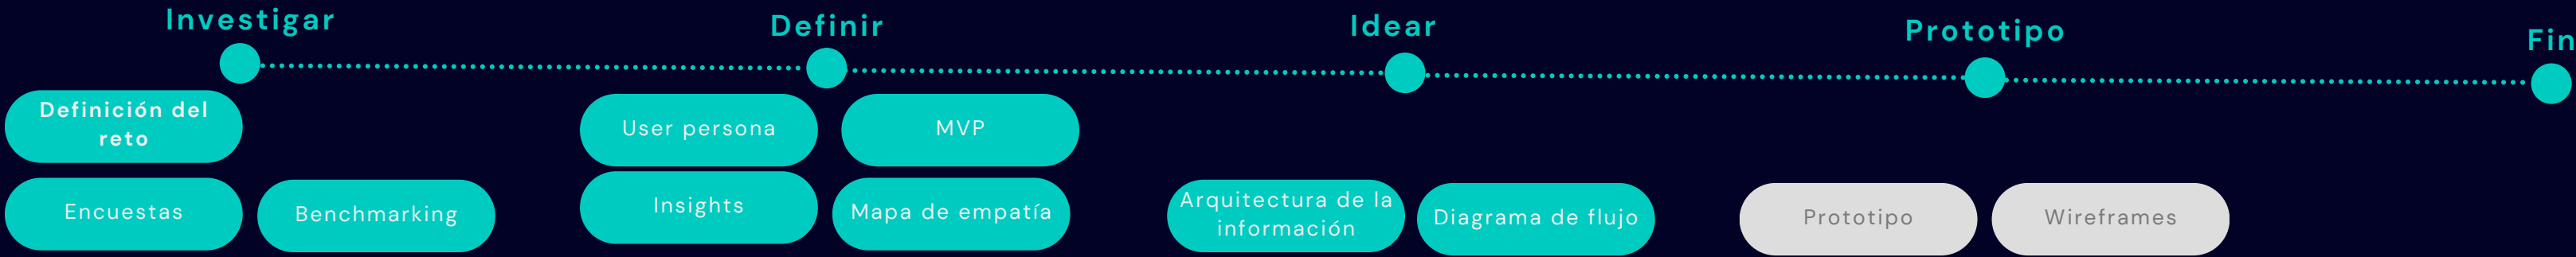 Investigar
Definir
Idear
Prototipo
Fin
Definición del
reto
Encuestas
Benchmarking
User persona
MVP
Insights
Mapa de empatía
Arquitectura de la
información
Diagrama de flujo
Prototipo
Wireframes